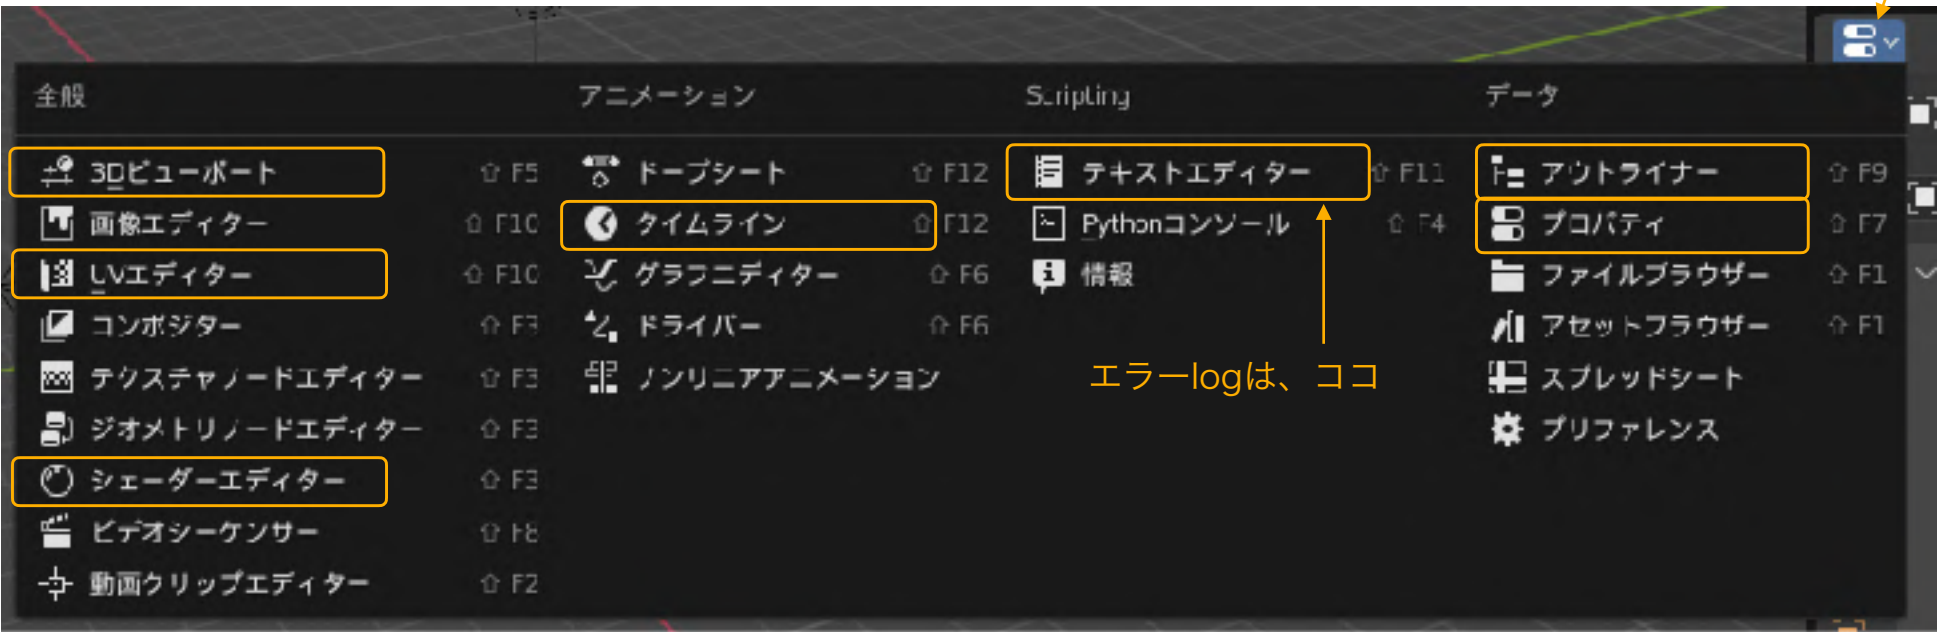 全般
3Dビューポート ⇧ F5
画像エディター ⇧ F10
UVエディター ⇧ F10
コンポジター ⇧ F3
テクスチャノードエディター ⇧ F3
ジオメトリノードエディター ⇧ F3
シェーダーエディター ⇧ F3
ビデオシーケンサー ⇧ F8
動画クリップエディター ⇧ F2
アニメーション
ドープシート ⇧ F12
タイムライン ⇧ F12
グラフエディター ⇧ F6
ドライバー ⇧ F6
ノンリニアアニメーション
Scripting
テキストエディター ⇧ F11
Pythonコンソール ⇧ F4
情報
エラーlogは、ココ
データ
アウトライナー ⇧ F9
プロパティ ⇧ F7
ファイルブラウザー ⇧ F1
アセットブラウザー ⇧ F1
スプレッドシート
プリファレンス